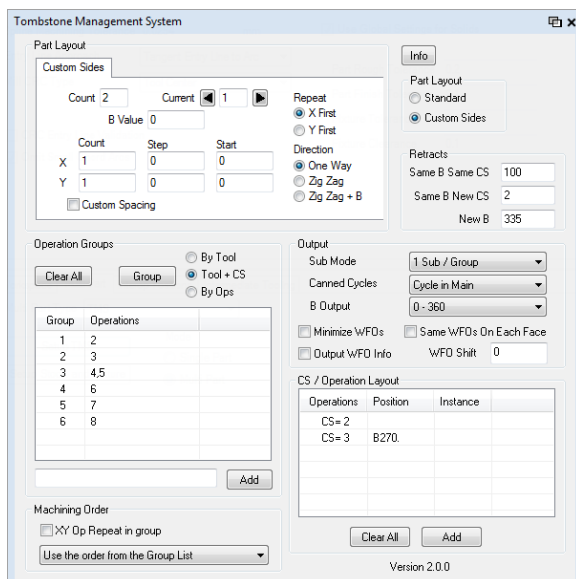 Tombstone Management System
Part Layout
Custom Sides
Count 2 Current 1
B Value 0
Repeat
X First
Y First
Count Step Start
X 1 0 0
Y 1 0 0
Custom Spacing
Direction
One Way
Zig Zag
Zig Zag + B
Info
Part Layout
Standard
Custom Sides
Retracts
Same B Same CS 100
Same B New CS 2
New B 335
Operation Groups
Clear All Group
By Tool
Tool + CS
By Ops
Group Operations
1 2
2 3
3 4,5
4 6
5 7
6 8
Add
Machining Order
XY Op Repeat in group
Use the order from the Group List
Output
Sub Mode 1 Sub / Group
Canned Cycles Cycle in Main
B Output 0 - 360
Minimize WFOs Same WFOs On Each Face
Output WFO Info WFO Shift 0
CS / Operation Layout
Operations Position Instance
CS= 2
CS= 3 B270.
Clear All Add
Version 2.0.0